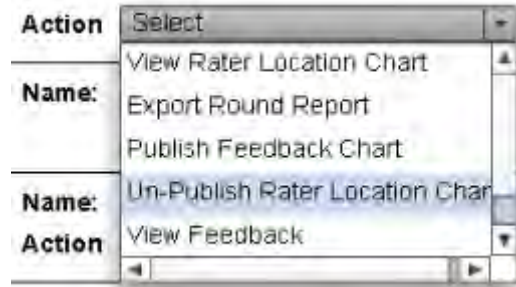 Action Select
View Rater Location Chart
Name: Export Round Report
Publish Feedback Chart
Name: Un-Publish Rater Location Char
Action View Feedback